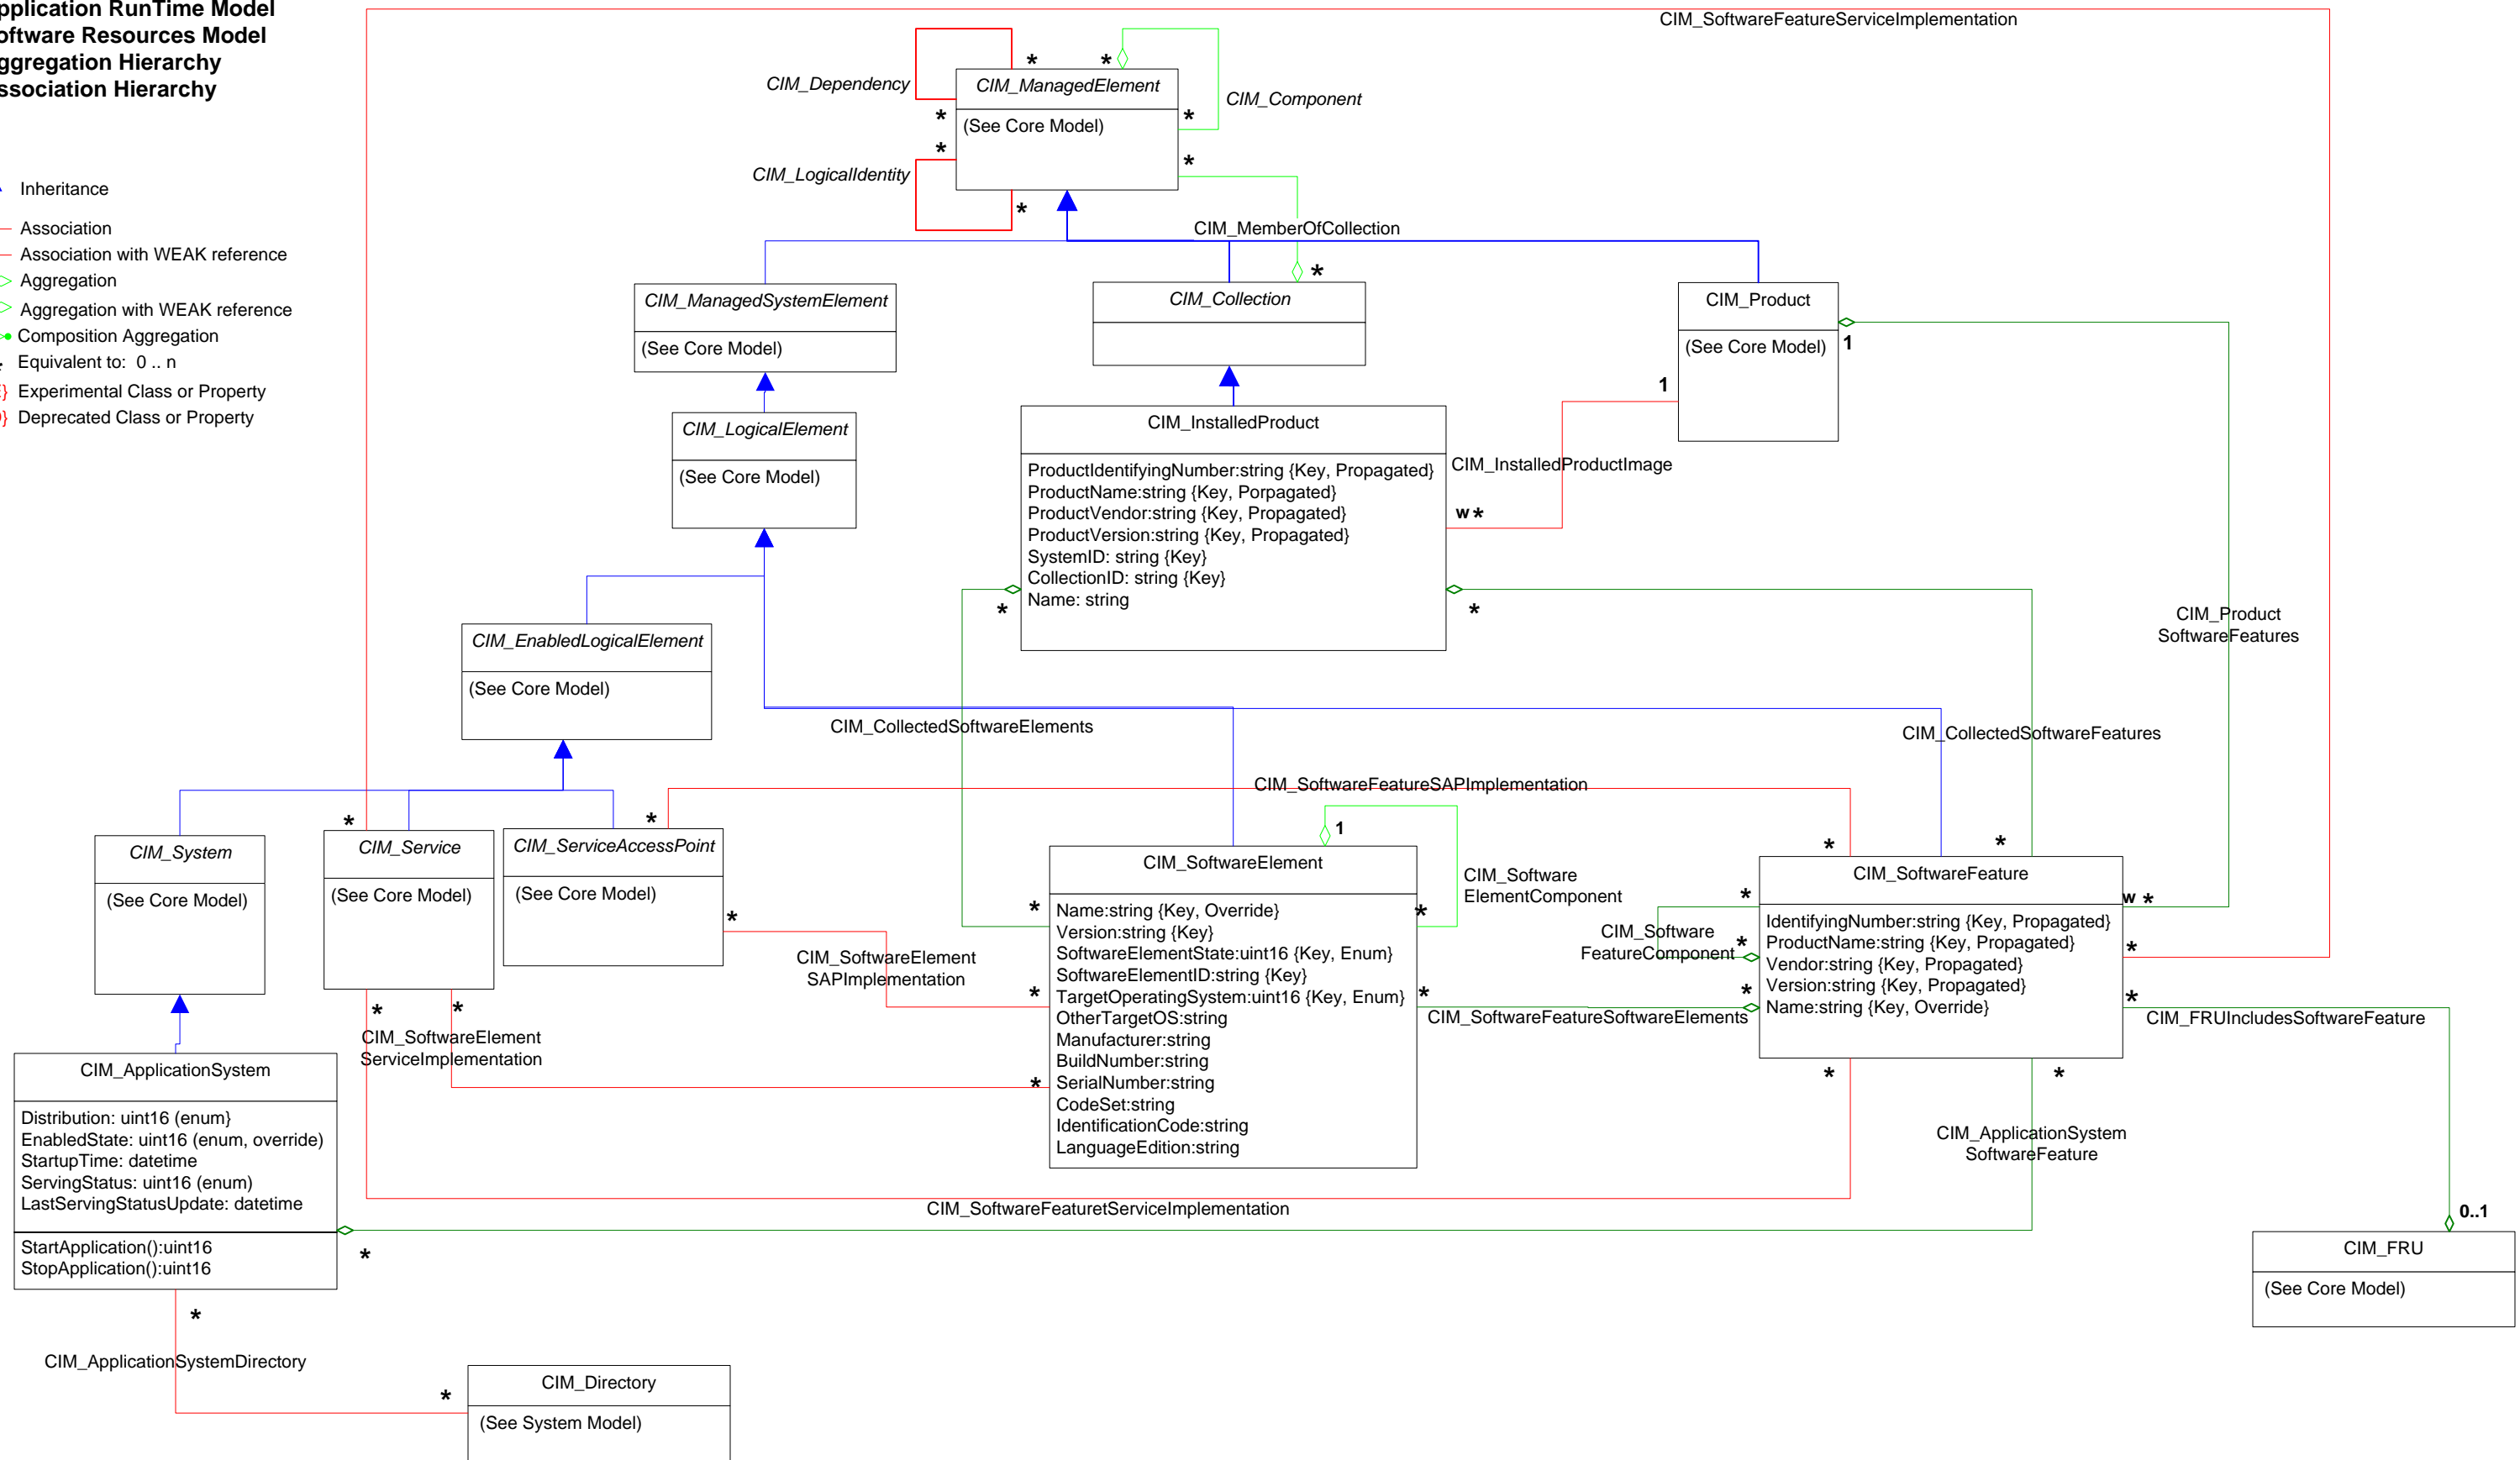 pplication RunTime Model
oftware Resources Model
ggregation Hierarchy
ssociation Hierarchy
Inheritance
Association
Association with WEAK reference
Aggregation
Aggregation with WEAK reference
Composition Aggregation
* Equivalent to: 0 .. n
} Experimental Class or Property
} Deprecated Class or Property
CIM_SoftwareFeatureServiceImplementation
CIM_Dependency
*
*
CIM_ManagedElement
(See Core Model)
CIM_Component
*
*
*
*
CIM_LogicalIdentity
*
CIM_MemberOfCollection
*
CIM_ManagedSystemElement
(See Core Model)
CIM_Collection
CIM_Product
(See Core Model)
1
1
CIM_LogicalElement
(See Core Model)
CIM_InstalledProduct
ProductIdentifyingNumber:string {Key, Propagated}
ProductName:string {Key, Porpagated}
ProductVendor:string {Key, Propagated}
ProductVersion:string {Key, Propagated}
SystemID: string {Key}
CollectionID: string {Key}
Name: string
CIM_InstalledProductImage
w *
*
*
CIM_Product
SoftwareFeatures
CIM_EnabledLogicalElement
(See Core Model)
CIM_CollectedSoftwareElements
CIM_CollectedSoftwareFeatures
CIM_SoftwareFeatureSAPImplementation
*
*
1
*
*
CIM_System
(See Core Model)
CIM_Service
(See Core Model)
CIM_ServiceAccessPoint
(See Core Model)
*
CIM_SoftwareElement
SAPImplementation
CIM_SoftwareElement
Name:string {Key, Override}
Version:string {Key}
SoftwareElementState:uint16 {Key, Enum}
SoftwareElementID:string {Key}
TargetOperatingSystem:uint16 {Key, Enum}
OtherTargetOS:string
Manufacturer:string
BuildNumber:string
SerialNumber:string
CodeSet:string
IdentificationCode:string
LanguageEdition:string
*
*
*
*
*
CIM_Software
ElementComponent
*
CIM_Software
FeatureComponent
*
*
CIM_SoftwareFeatureSoftwareElements
CIM_SoftwareFeature
IdentifyingNumber:string {Key, Propagated}
ProductName:string {Key, Propagated}
Vendor:string {Key, Propagated}
Version:string {Key, Propagated}
Name:string {Key, Override}
w *
*
*
CIM_FRUIncludesSoftwareFeature
*
*
*
*
CIM_SoftwareElement
ServiceImplementation
CIM_ApplicationSystem
Distribution: uint16 (enum}
EnabledState: uint16 (enum, override)
StartupTime: datetime
ServingStatus: uint16 (enum)
LastServingStatusUpdate: datetime
StartApplication():uint16
StopApplication():uint16
CIM_ApplicationSystem
SoftwareFeature
CIM_SoftwareFeaturetServiceImplementation
*
0..1
CIM_FRU
(See Core Model)
*
CIM_ApplicationSystemDirectory
*
CIM_Directory
(See System Model)